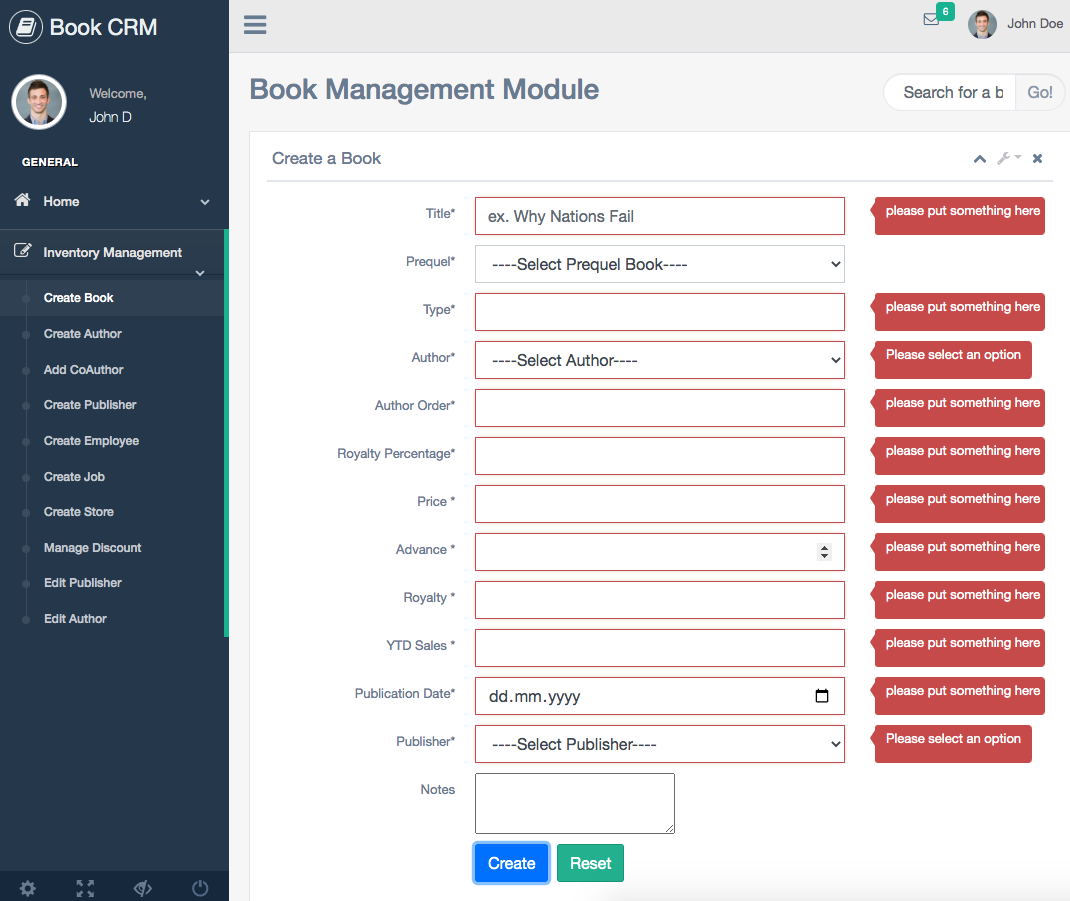 Book CRM
6
John Doe
Welcome,
John D
Book Management Module
Search for a b
Go!
GENERAL
Home
Inventory Management
Create Book
Create Author
Add CoAuthor
Create Publisher
Create Employee
Create Job
Create Store
Manage Discount
Edit Publisher
Edit Author
Create a Book
Title* ex. Why Nations Fail please put something here
Prequel* ----Select Prequel Book----
Type* please put something here
Author* ----Select Author---- Please select an option
Author Order* please put something here
Royalty Percentage* please put something here
Price * please put something here
Advance * please put something here
Royalty * please put something here
YTD Sales * please put something here
Publication Date* dd.mm.yyyy please put something here
Publisher* ----Select Publisher---- Please select an option
Notes
Create Reset